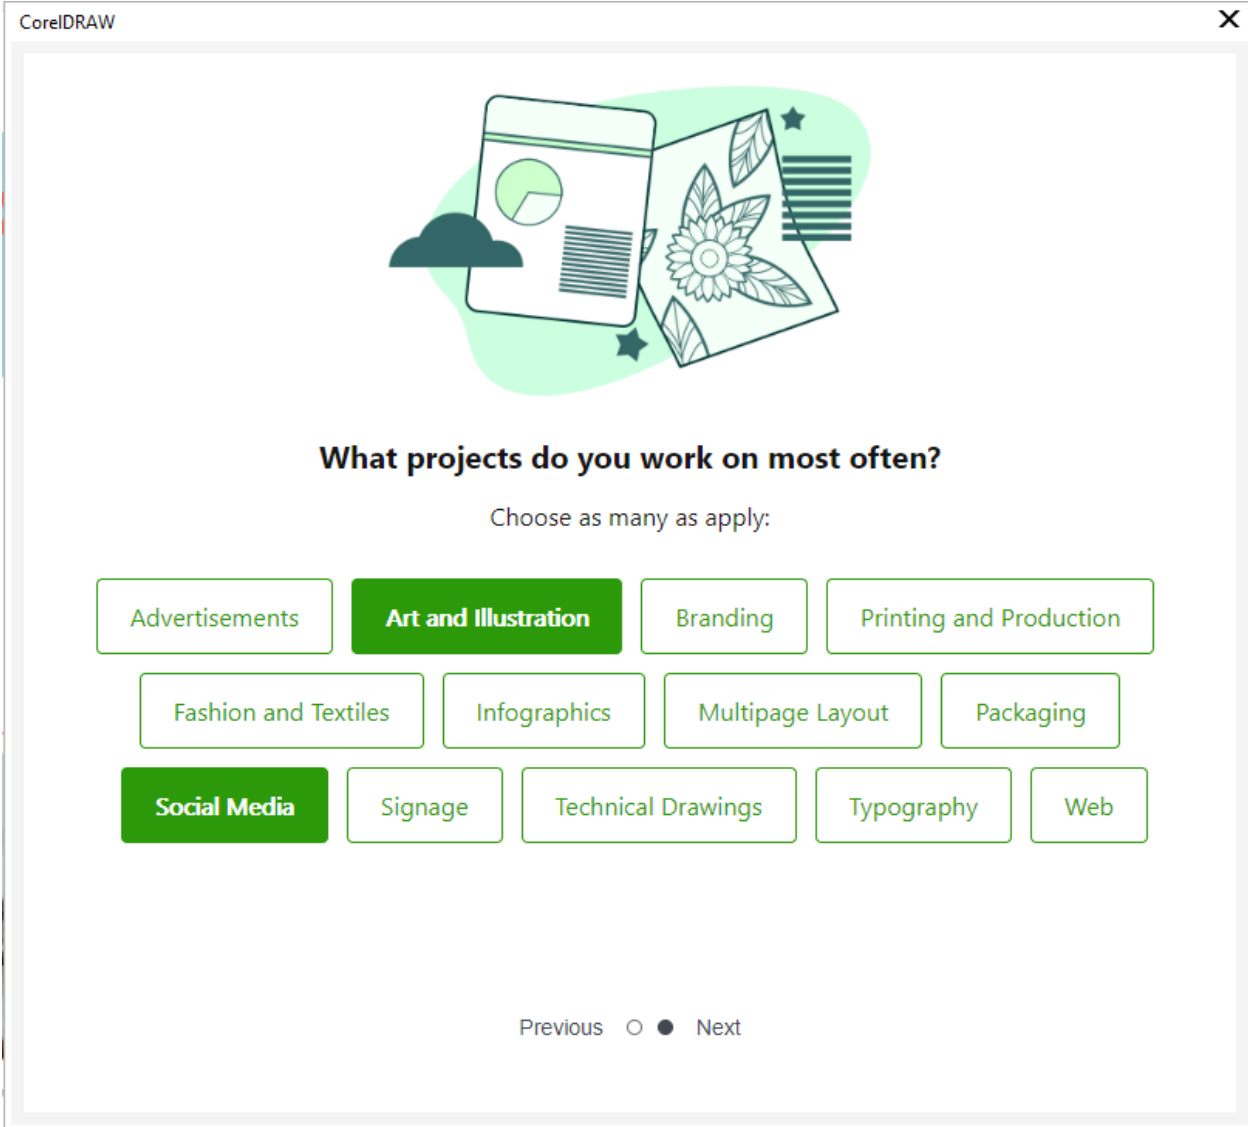 CorelDRAW
What projects do you work on most often?
Choose as many as apply:
Advertisements Art and Illustration Branding Printing and Production
Fashion and Textiles Infographics Multipage Layout Packaging
Social Media Signage Technical Drawings Typography Web
Previous Next